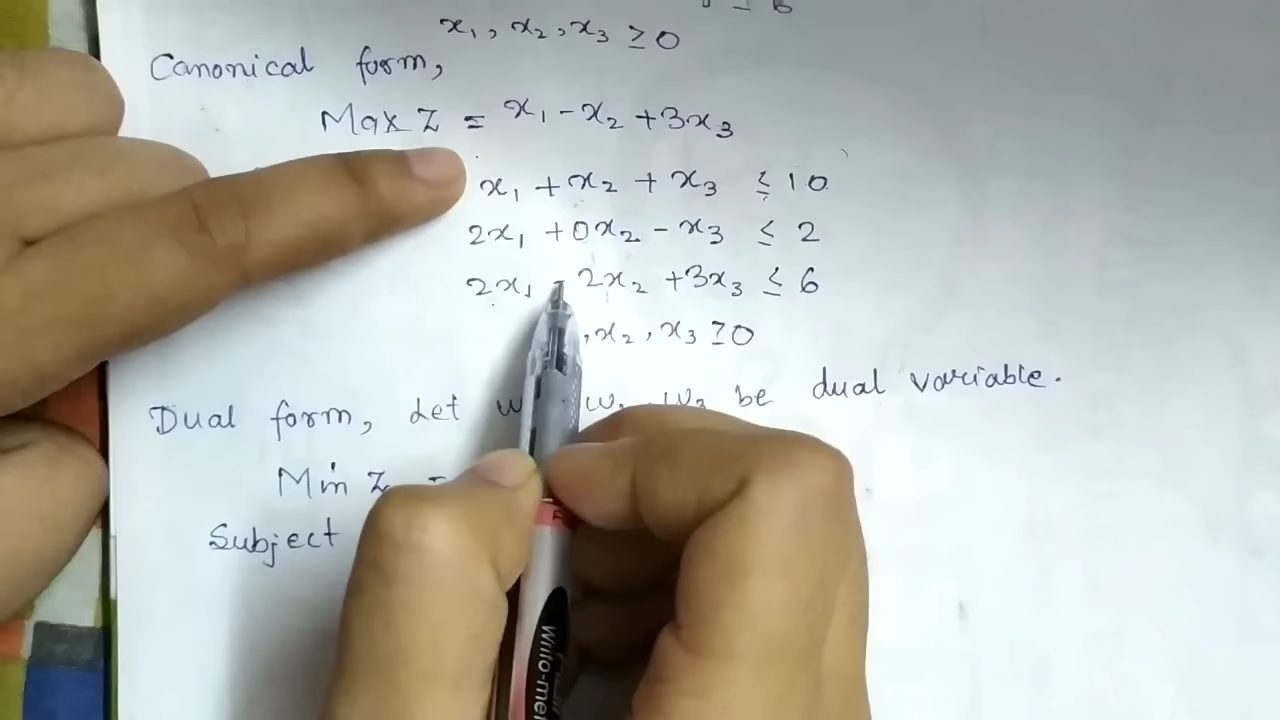 x₁, x₂, x₃ ≥ 0
Canonical form,
Max Z = x₁ - x₂ + 3x₃
x₁ + x₂ + x₃ ≤ 10
2x₁ + 0x₂ - x₃ ≤ 2
2x₁ - 2x₂ + 3x₃ ≤ 6
, x₂, x₃ ≥ 0
Dual form, Let w w₃ be dual variable.
Min Z =
Subject